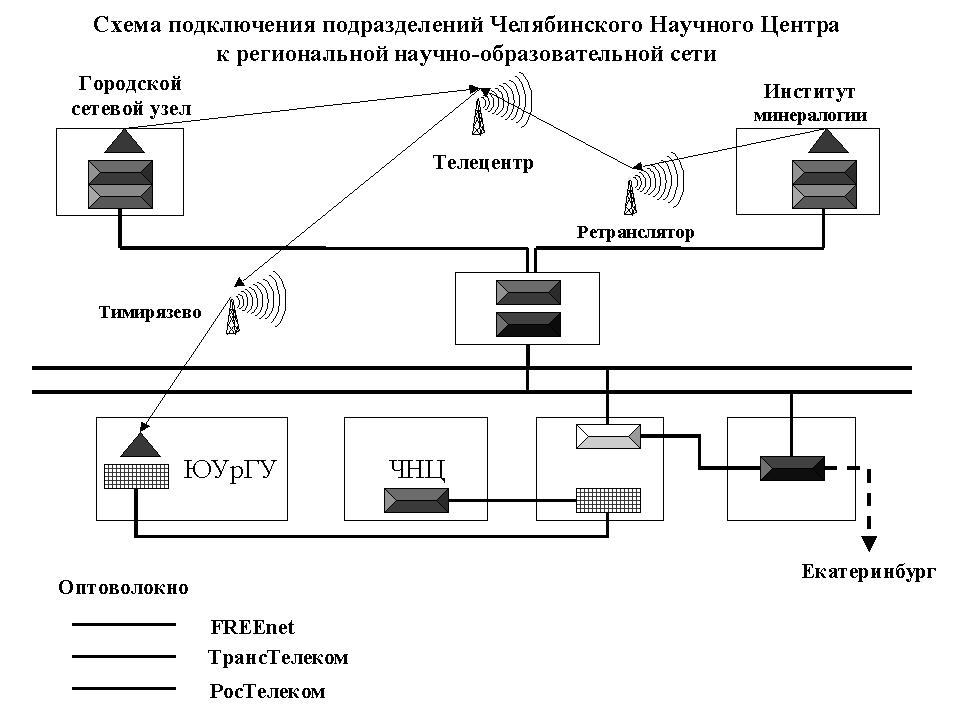 Схема подключения подразделений Челябинского Научного Центра
к региональной научно-образовательной сети
Городской
сетевой узел
Институт
минералогии
Телецентр
Ретранслятор
Тимирязево
ЮУрГУ
ЧНЦ
Екатеринбург
Оптоволокно
FREEnet
ТрансТелеком
РосТелеком